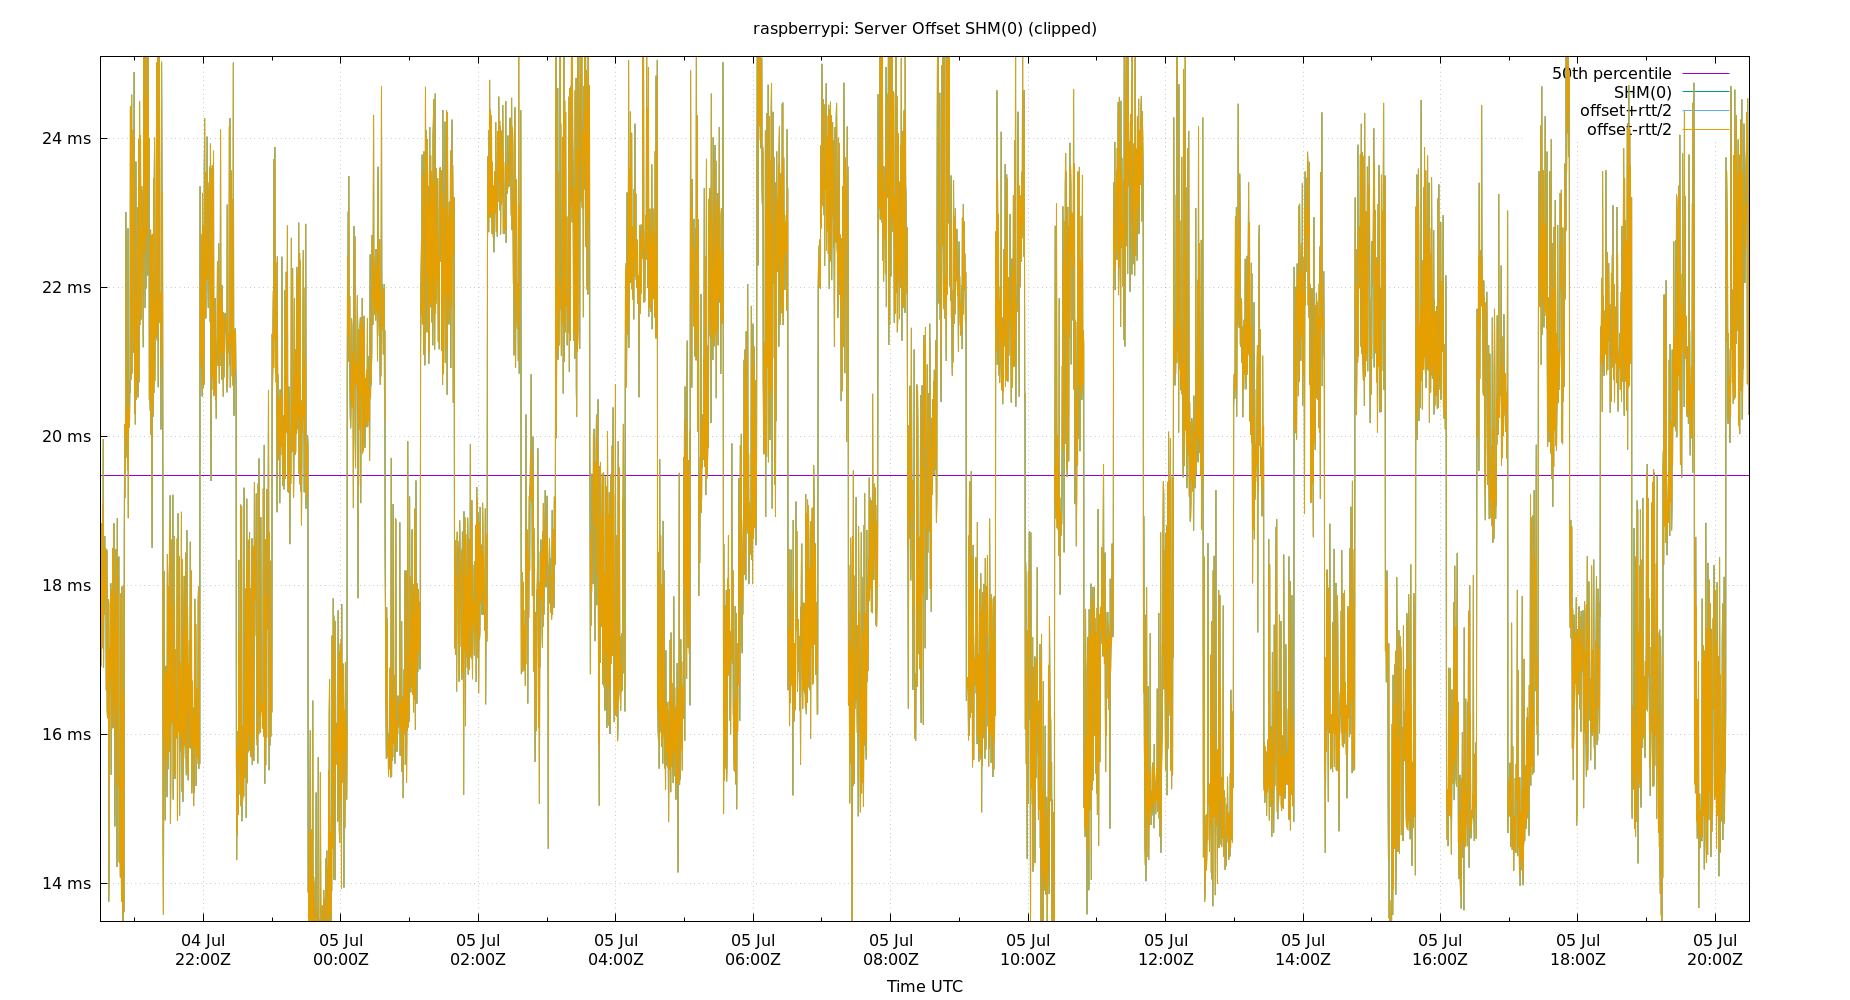 raspberrypi: Server Offset SHM(0) (clipped)
50th percentile
SHM(0)
offset+rtt/2
offset-rtt/2
24 ms
22 ms
20 ms
18 ms
16 ms
14 ms
04 Jul 05 Jul 05 Jul 05 Jul 05 Jul 05 Jul 05 Jul 05 Jul 05 Jul 05 Jul 05 Jul 05 Jul
22:00Z 00:00Z 02:00Z 04:00Z 06:00Z 08:00Z 10:00Z 12:00Z 14:00Z 16:00Z 18:00Z 20:00Z
Time UTC